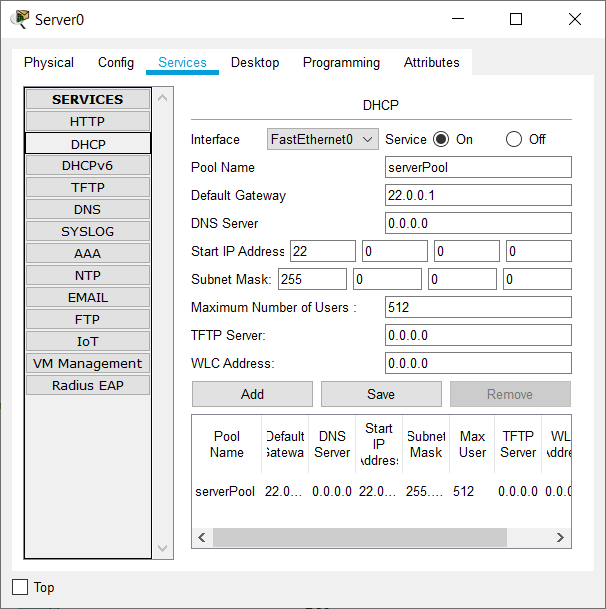 Server0
Physical Config Services Desktop Programming Attributes
SERVICES
HTTP
DHCP
DHCPv6
TFTP
DNS
SYSLOG
AAA
NTP
EMAIL
FTP
IoT
VM Management
Radius EAP
DHCP
Interface FastEthernet0 Service On Off
Pool Name serverPool
Default Gateway 22.0.0.1
DNS Server 0.0.0.0
Start IP Address 22 0 0 0
Subnet Mask: 255 0 0 0
Maximum Number of Users : 512
TFTP Server: 0.0.0.0
WLC Address: 0.0.0.0
Add Save Remove
Pool Name Default Gatewa DNS Server Start IP Address Subnet Mask Max User TFTP Server WL Addre
serverPool 22.0... 0.0.0.0 22.0... 255.... 512 0.0.0.0 0.0.0
Top